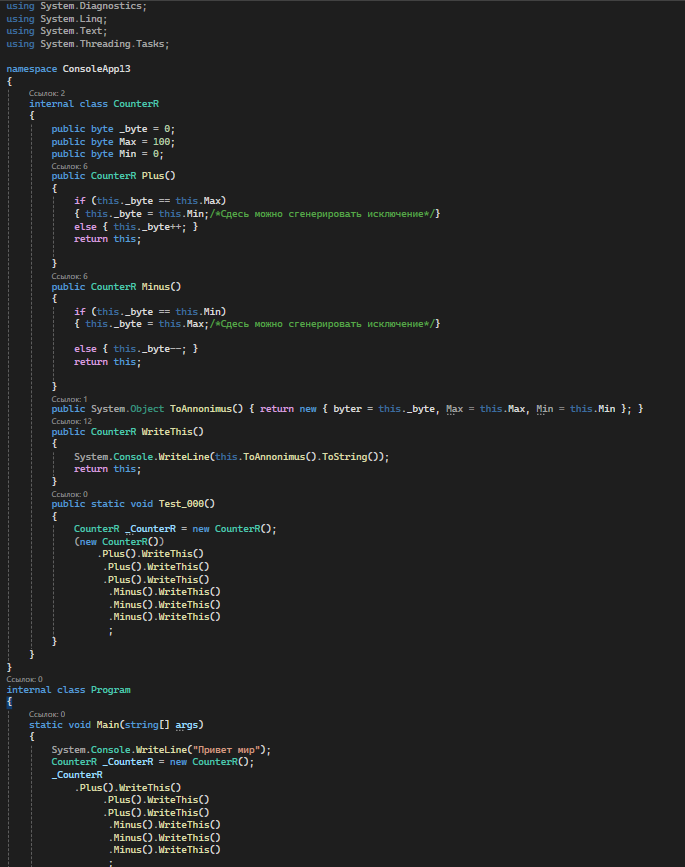 using System.Diagnostics;
using System.Linq;
using System.Text;
using System.Threading.Tasks;
namespace ConsoleApp13
{
Ссылок: 2
internal class CounterR
{
public byte _byte = 0;
public byte Max = 100;
public byte Min = 0;
Ссылок: 6
public CounterR Plus()
{
if (this._byte == this.Max)
{ this._byte = this.Min;/*Сдесь можно сгенерировать исключение*/}
else { this._byte++; }
return this;
}
Ссылок: 6
public CounterR Minus()
{
if (this._byte == this.Min)
{ this._byte = this.Max;/*Сдесь можно сгенерировать исключение*/}
else { this._byte--; }
return this;
}
Ссылок: 1
public System.Object ToAnnonimus() { return new { byter = this._byte, Max = this.Max, Min = this.Min }; }
Ссылок: 12
public CounterR WriteThis()
{
System.Console.WriteLine(this.ToAnnonimus().ToString());
return this;
}
Ссылок: 0
public static void Test_000()
{
CounterR _CounterR = new CounterR();
(new CounterR())
.Plus().WriteThis()
.Plus().WriteThis()
.Plus().WriteThis()
.Minus().WriteThis()
.Minus().WriteThis()
.Minus().WriteThis()
;
}
}
}
Ссылок: 0
internal class Program
{
Ссылок: 0
static void Main(string[] args)
{
System.Console.WriteLine("Привет мир");
CounterR _CounterR = new CounterR();
_CounterR
.Plus().WriteThis()
.Plus().WriteThis()
.Plus().WriteThis()
.Minus().WriteThis()
.Minus().WriteThis()
.Minus().WriteThis()
;